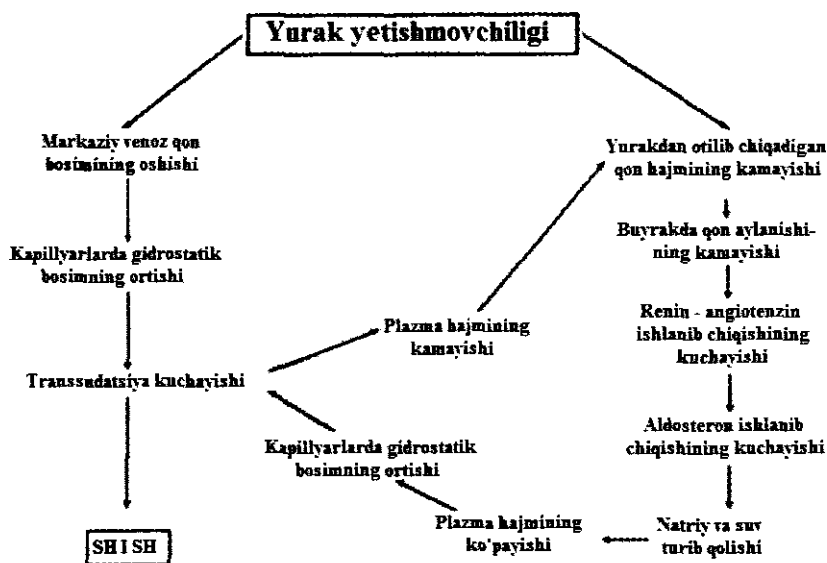 Yurak yetishmovchiligi
Markaziy venoz qon
bosimining oshishi
Kapillyarlarda gidrostatik
bosimning ortishi
Transsudatsiya kuchayishi
SHISH
Plazma hajmining
kamayishi
Kapillyarlarda gidrostatik
bosimning ortishi
Plazma hajmining
ko'payishi
Yurakdan otilib chiqadigan
qon hajmining kamayishi
Buyrakda qon aylanishi-
ning kamayishi
Renin - angiotenzin
ishlanib chiqishining
kuchayishi
Aldosteron ishlanib
chiqishining kuchayishi
Natriy va suv
turib qolishi